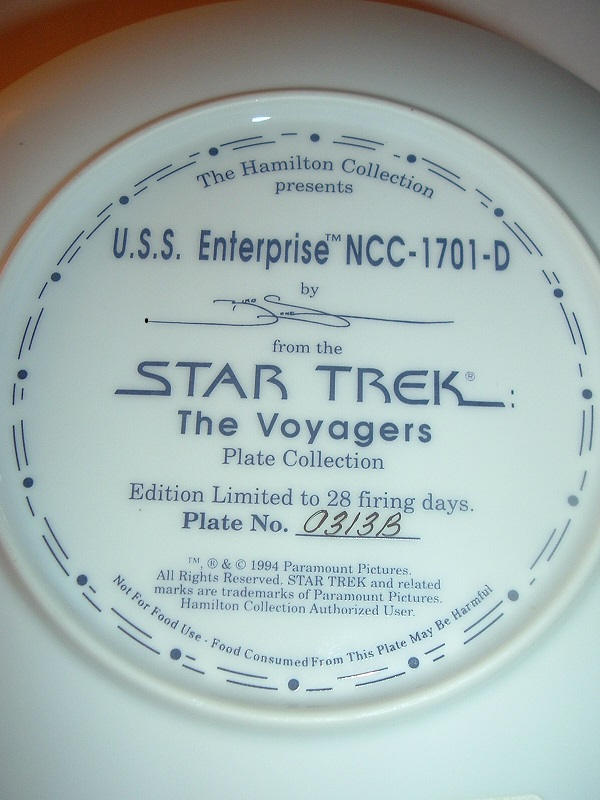 The Hamilton Collection
presents
U.S.S. Enterprise™ NCC-1701-D
by
from the
STAR TREK®:
The Voyagers
Plate Collection
Edition Limited to 28 firing days.
Plate No. 0313B
™, ® & © 1994 Paramount Pictures.
All Rights Reserved. STAR TREK and related
marks are trademarks of Paramount Pictures.
Hamilton Collection Authorized User.
Not For Food Use - Food Consumed From This Plate May Be Harmful